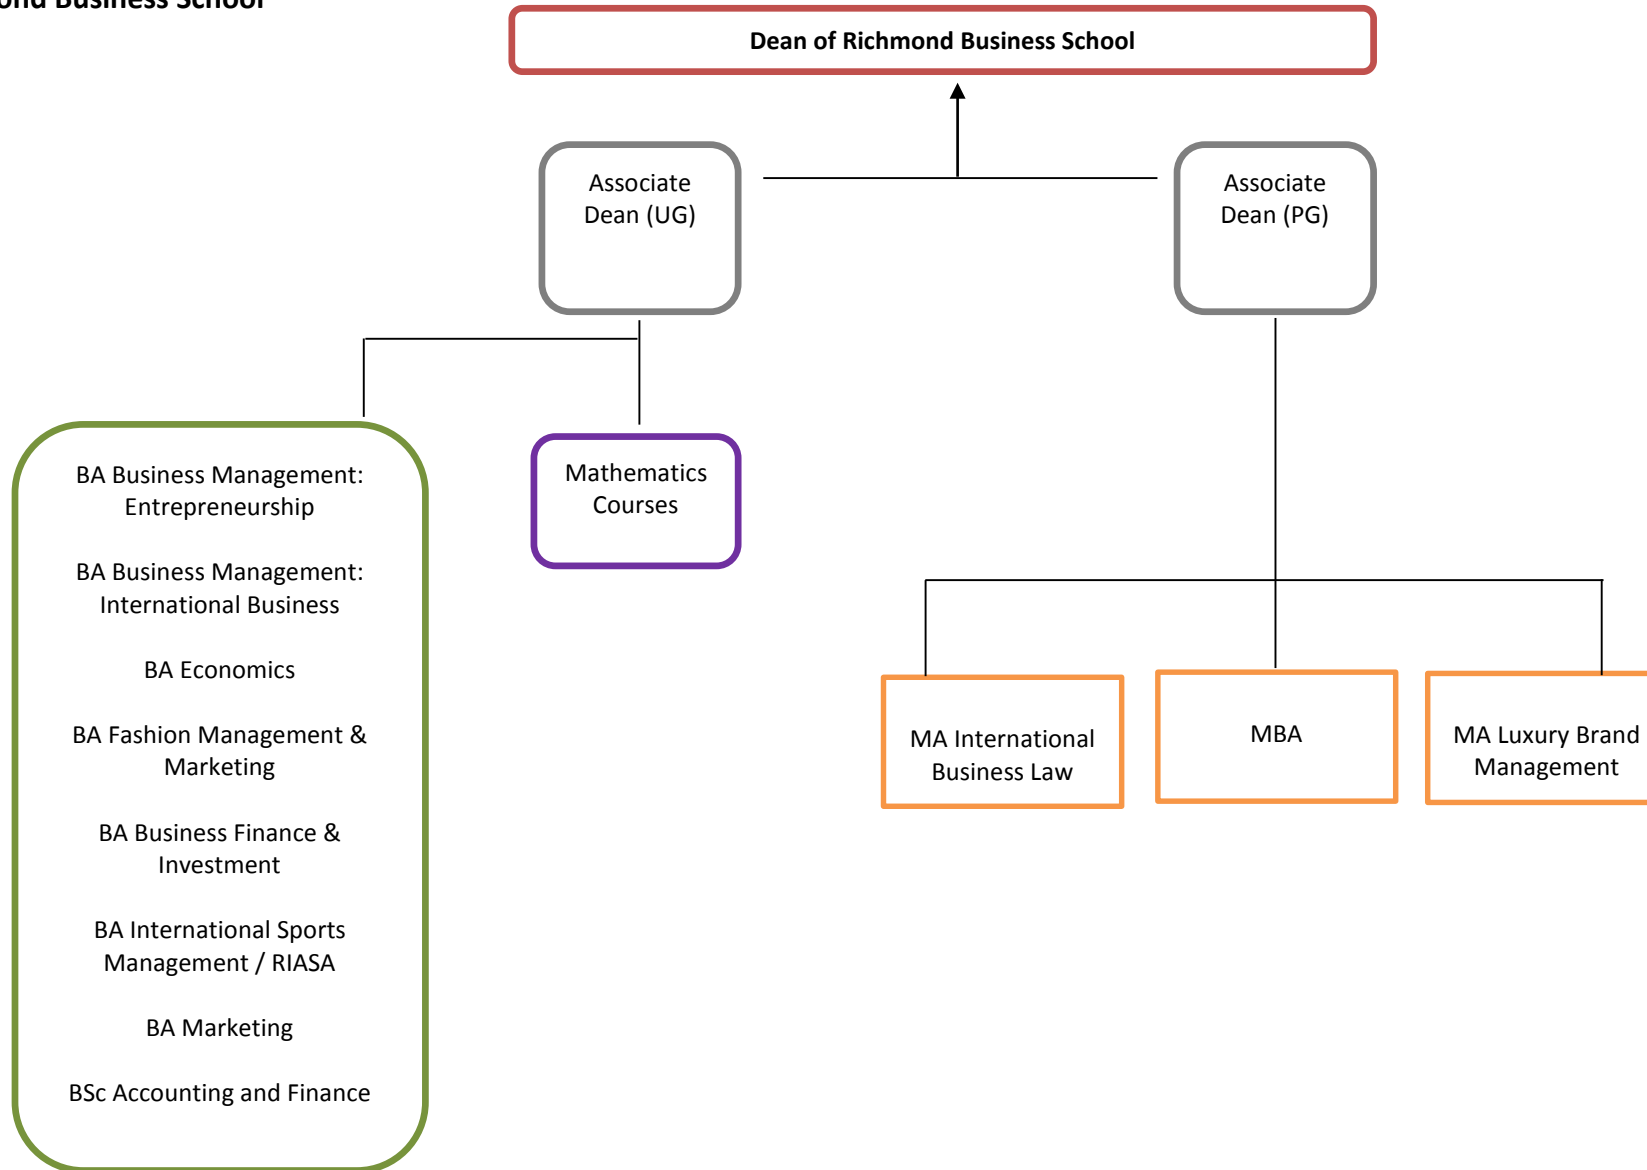 Business School
Dean of Richmond Business School
Associate
Dean (UG)
Associate
Dean (PG)
BA Business Management:
Entrepreneurship
BA Business Management:
International Business
BA Economics
BA Fashion Management &
Marketing
BA Business Finance &
Investment
BA International Sports
Management / RIASA
BA Marketing
BSc Accounting and Finance
Mathematics
Courses
MA International
Business Law
MBA
MA Luxury Brand
Management